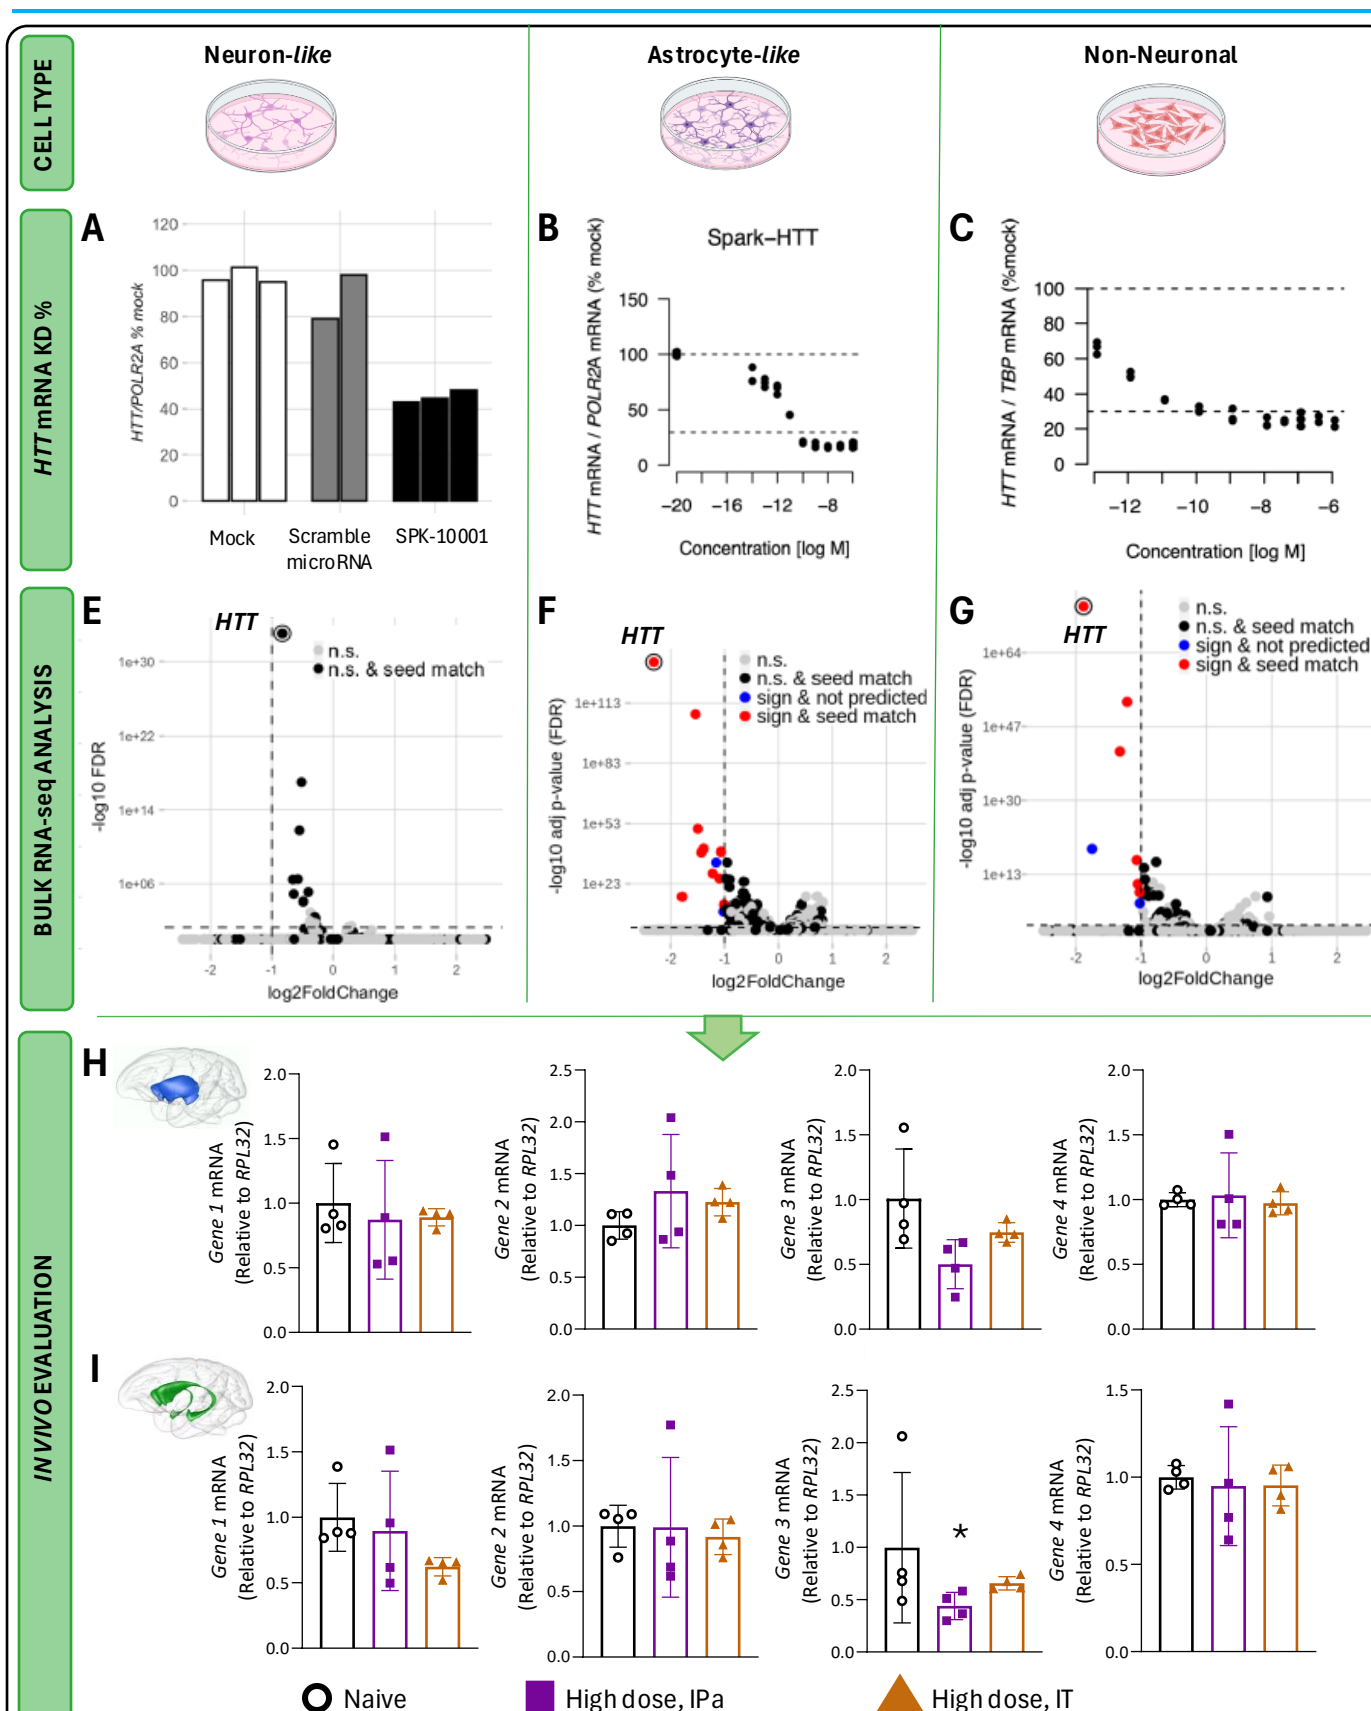 CELL TYPE
Neuron-like
Astrocyte-like
Non-Neuronal
HTT mRNA KD %
A
HTT/POLR2A % mock
120
100
80
60
40
20
0
Mock
Scramble
microRNA
SPK-10001
B
Spark-HTT
HTT mRNA / POLR2A mRNA (% mock)
150
100
50
0
-20
-16
-12
-8
Concentration [log M]
C
HTT mRNA / TBP mRNA (%mock)
100
80
60
40
20
0
-12
-10
-8
-6
Concentration [log M]
BULK RNA-seq ANALYSIS
E
HTT
n.s.
n.s. & seed match
-log10 FDR
1e+30
1e+22
1e+14
1e+06
-2
-1
0
1
2
log2FoldChange
F
HTT
n.s.
n.s. & seed match
sign & not predicted
sign & seed match
-log10 adj p-value (FDR)
1e+113
1e+83
1e+53
1e+23
-2
-1
0
1
2
log2FoldChange
G
HTT
n.s.
n.s. & seed match
sign & not predicted
sign & seed match
-log10 adj p-value (FDR)
1e+64
1e+47
1e+30
1e+13
-2
-1
0
1
2
log2FoldChange
IN VIVO EVALUATION
H
Gene 1 mRNA
(Relative to RPL32)
2.0
1.5
1.0
0.5
0.0
Gene 2 mRNA
(Relative to RPL32)
2.5
2.0
1.5
1.0
0.5
0.0
Gene 3 mRNA
(Relative to RPL32)
2.0
1.5
1.0
0.5
0.0
Gene 4 mRNA
(Relative to RPL32)
2.0
1.5
1.0
0.5
0.0
I
Gene 1 mRNA
(Relative to RPL32)
2.0
1.5
1.0
0.5
0.0
Gene 2 mRNA
(Relative to RPL32)
2.0
1.5
1.0
0.5
0.0
Gene 3 mRNA
(Relative to RPL32)
2.5
2.0
1.5
1.0
0.5
0.0
*
Gene 4 mRNA
(Relative to RPL32)
1.5
1.0
0.5
0.0
Naive
High dose, IPa
High dose, IT